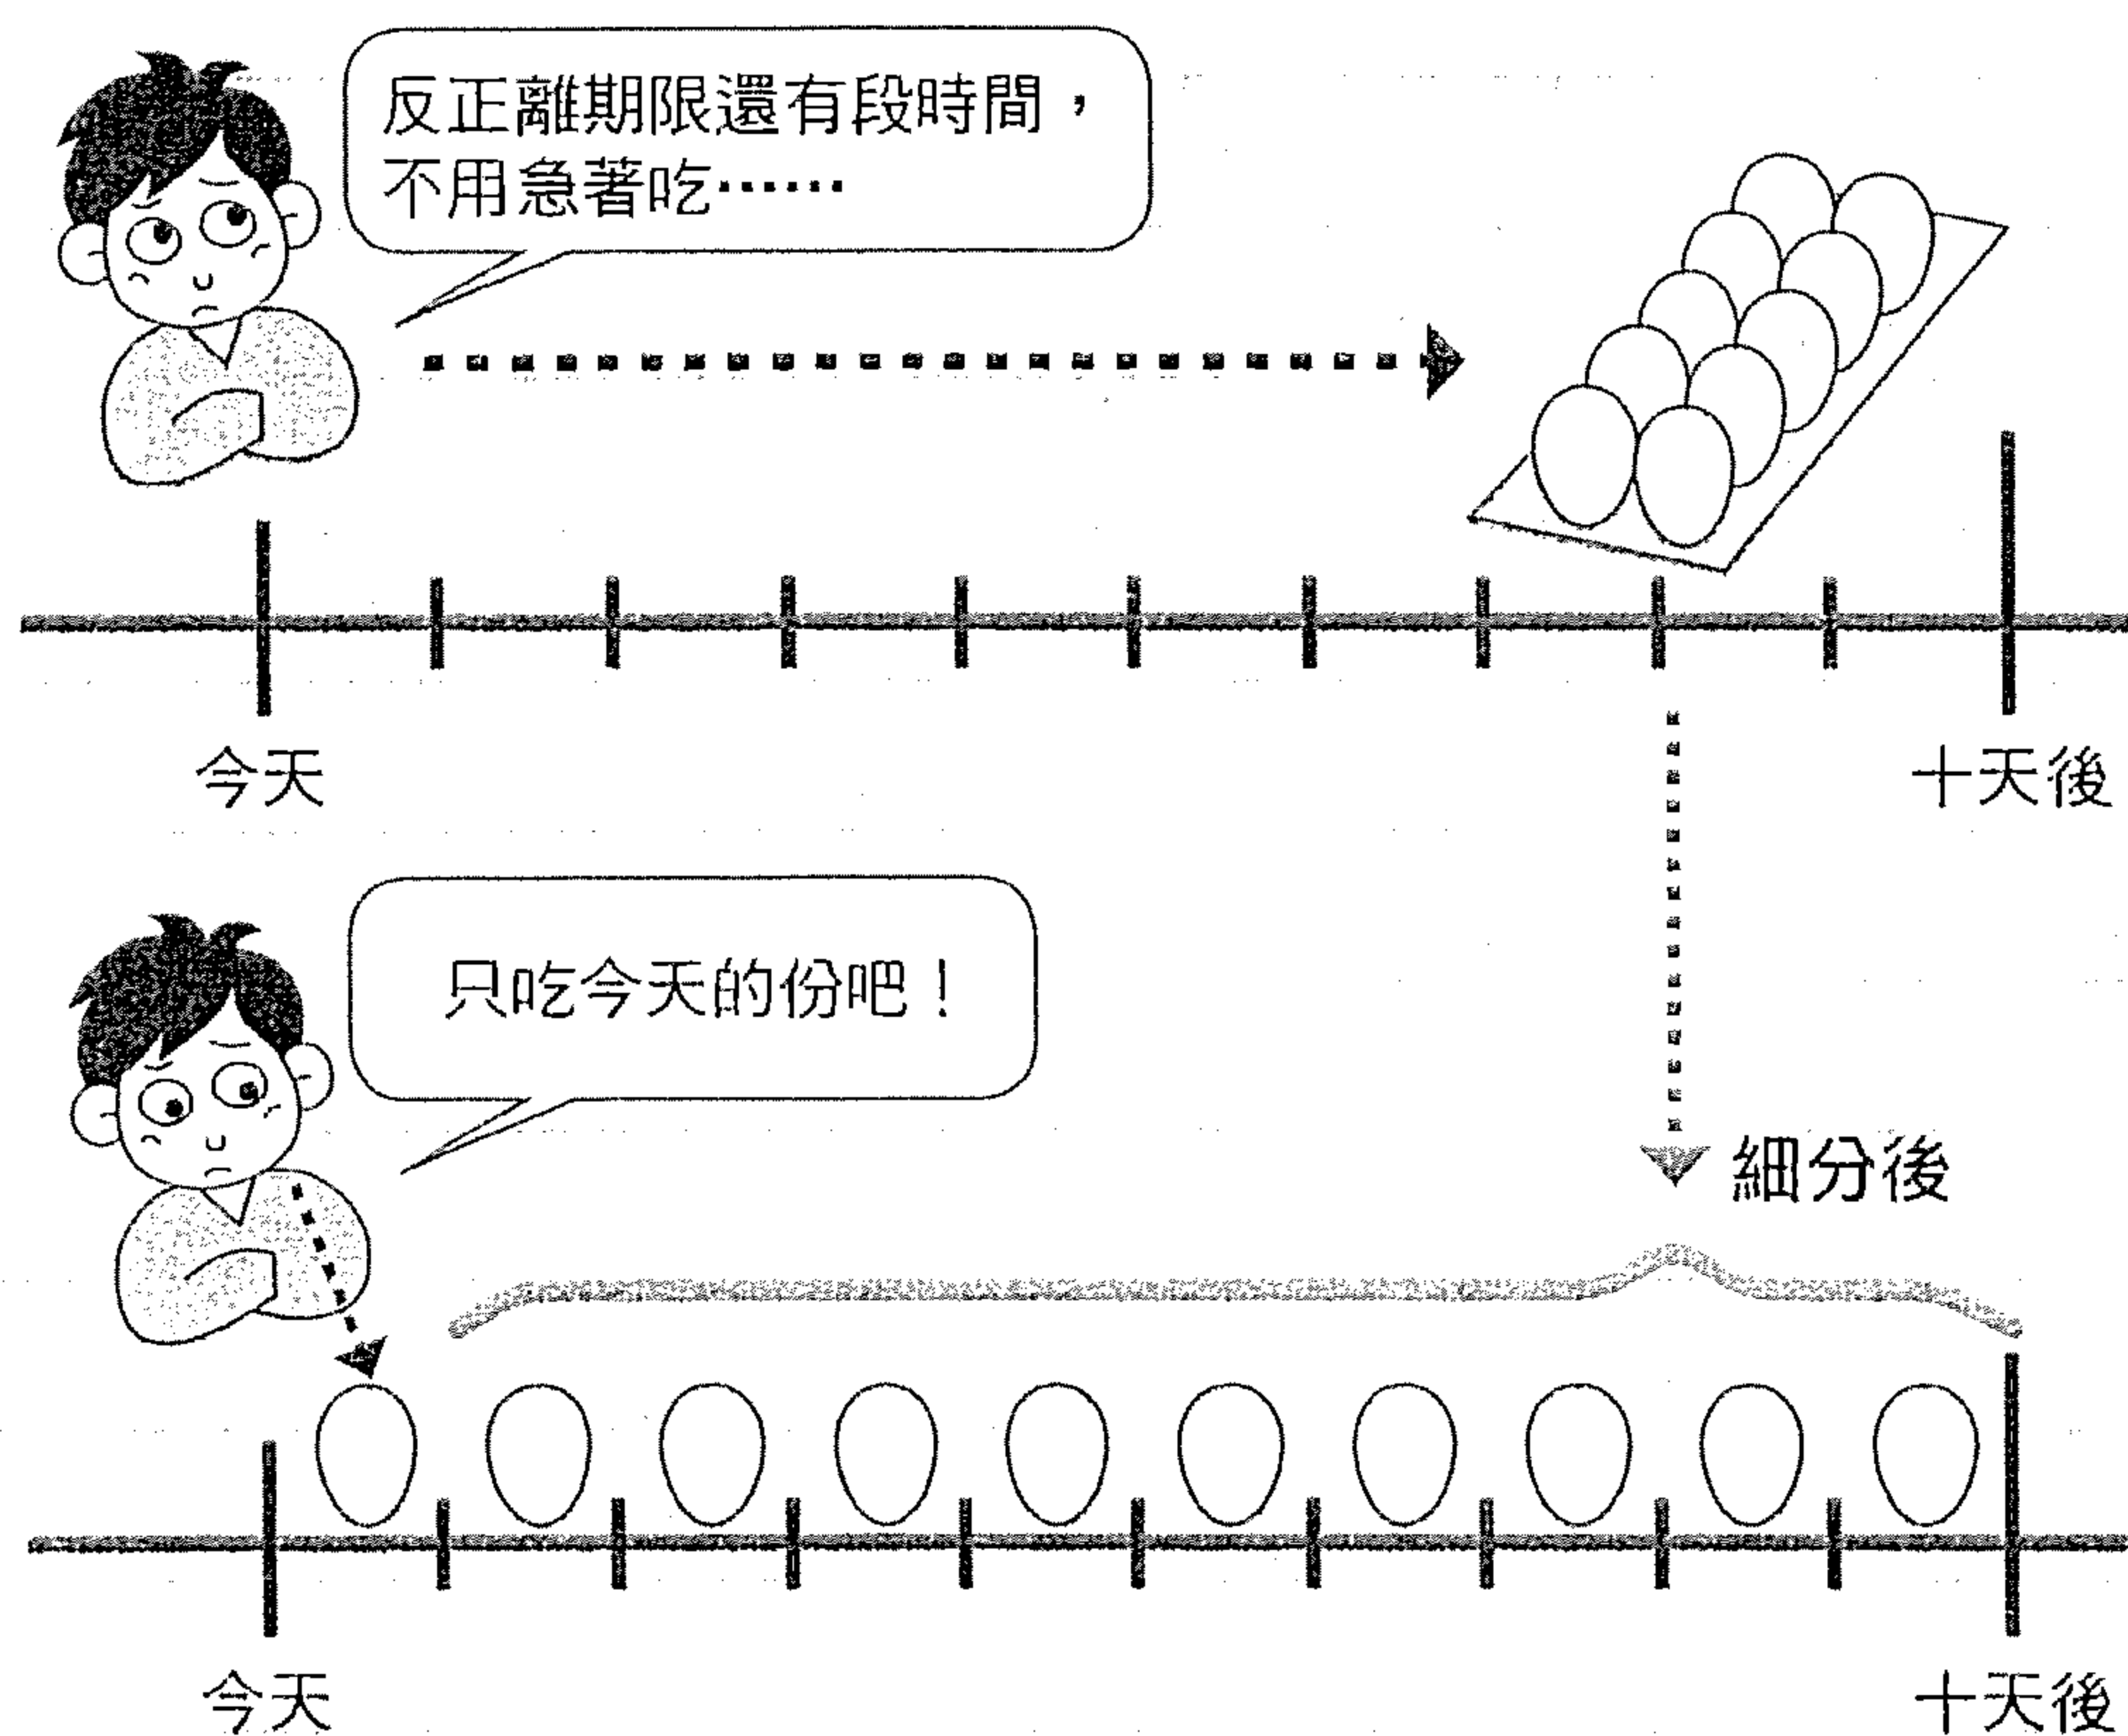 反正離期限還有段時間，
不用急著吃……
今天
十天後
只吃今天的份吧！
細分後
今天
十天後